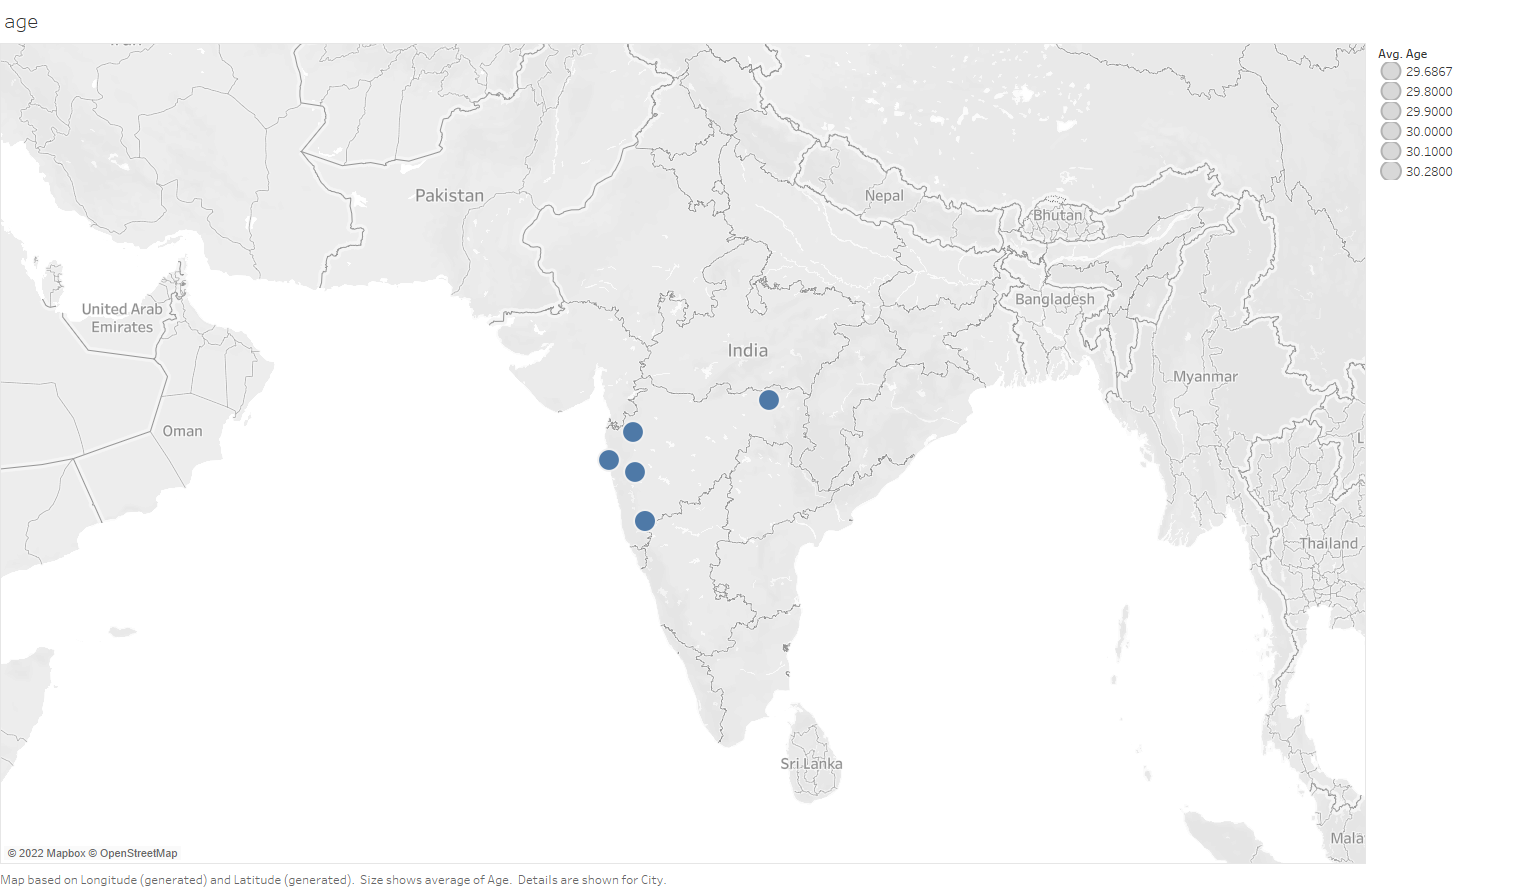 age
Avg. Age
29.6867
29.8000
29.9000
30.0000
30.1000
30.2800
Pakistan
Nepal
Bhutan
United Arab
Emirates
Bangladesh
India
Myanmar
Oman
Thailand
Sri Lanka
Mala
© 2022 Mapbox © OpenStreetMap
Map based on Longitude (generated) and Latitude (generated). Size shows average of Age. Details are shown for City.